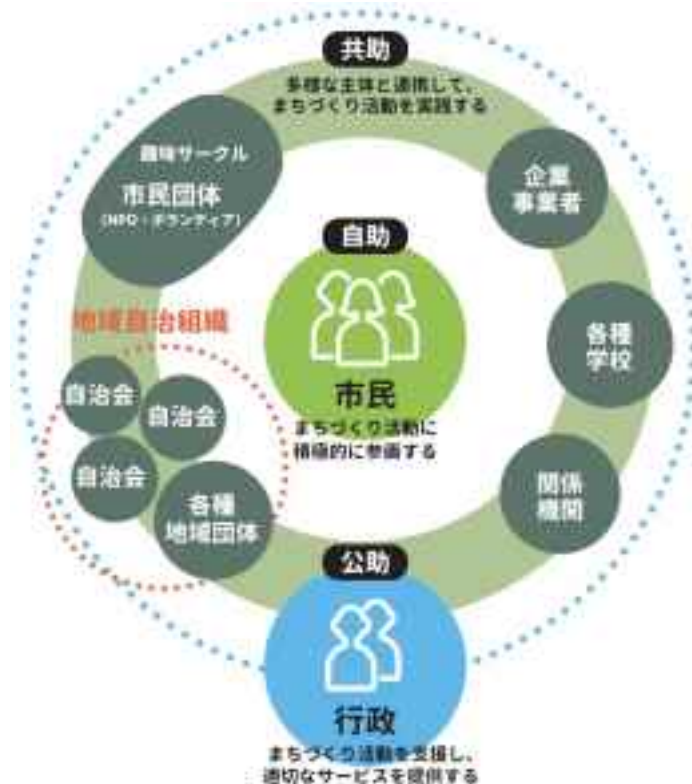 共助
多様な主体と連携して、
まちづくり活動を実践する
趣味サークル
市民団体
(NPO・ボランティア)
企業
事業者
自助
市民
まちづくり活動に
積極的に参画する
各種
学校
地域自治組織
自治会
自治会
自治会
各種
地域団体
関係
機関
公助
行政
まちづくり活動を支援し、
適切なサービスを提供する